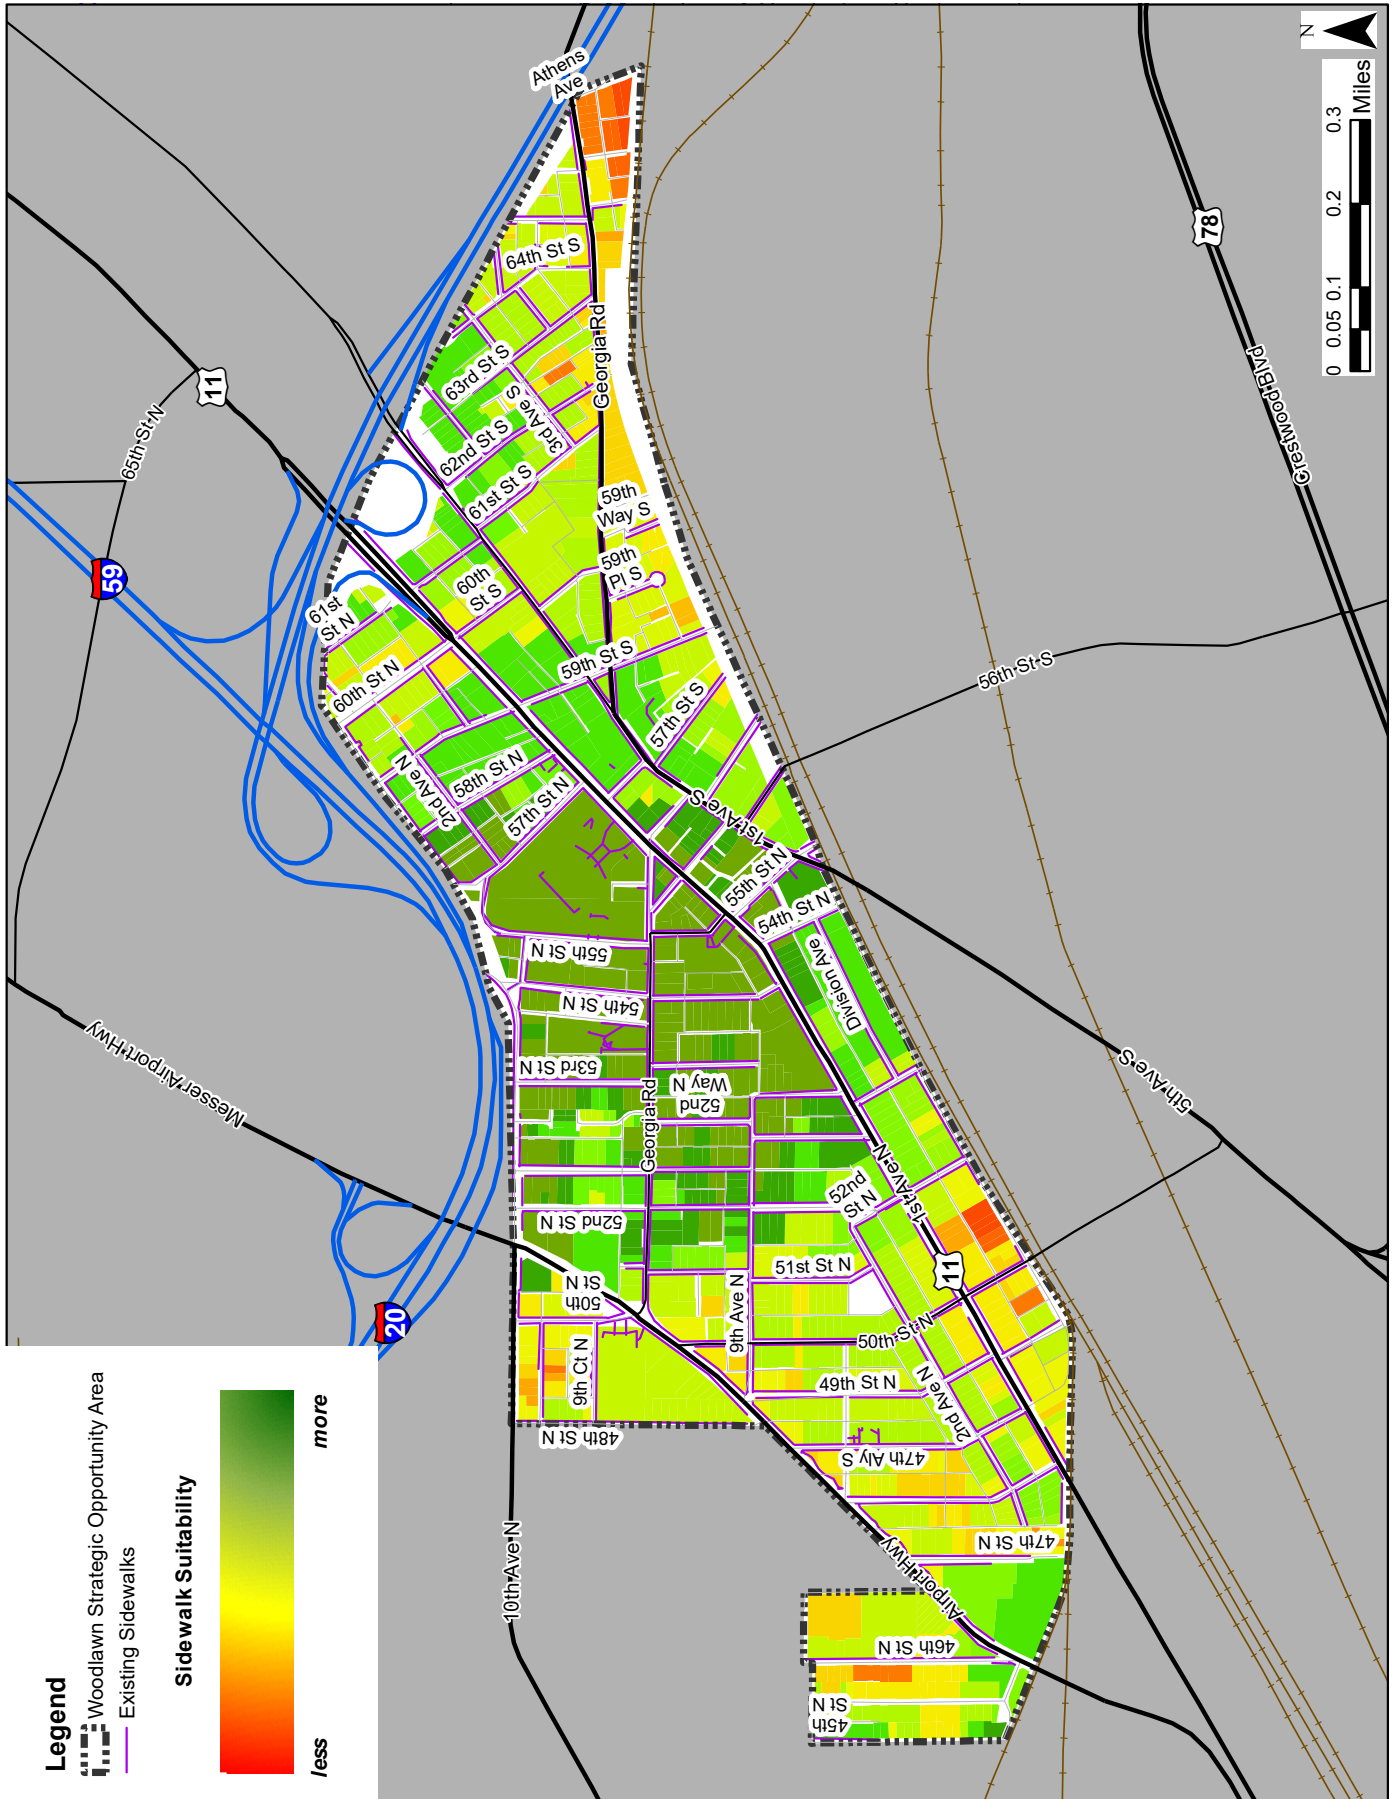 Legend
Woodlawn Strategic Opportunity Area
Existing Sidewalks
Sidewalk Suitability
less
more
N
0
0.05
0.1
0.2
0.3
Miles
59
20
11
11
78
65th St N
Messer Airport Hwy
10th Ave N
Airport Hwy
5th Ave S
56th St S
Crestwood Blvd
Athens
Ave
64th St S
63rd St S
3rd Ave S
62nd St S
61st St S
Georgia Rd
59th
Way S
59th
Pl S
60th
St S
61st
St N
60th St N
59th St S
57th St S
2nd Ave N
58th St N
57th St N
1st Ave S
55th St N
54th St N
Division Ave
55th St N
54th St N
53rd St N
52nd
Way N
Georgia Rd
52nd St N
52nd
St N
1st Ave N
51st St N
50th
St N
9th Ave N
50th St N
9th Ct N
49th St N
2nd Ave N
48th St N
47th Aly S
47th St N
46th St N
45th
St N